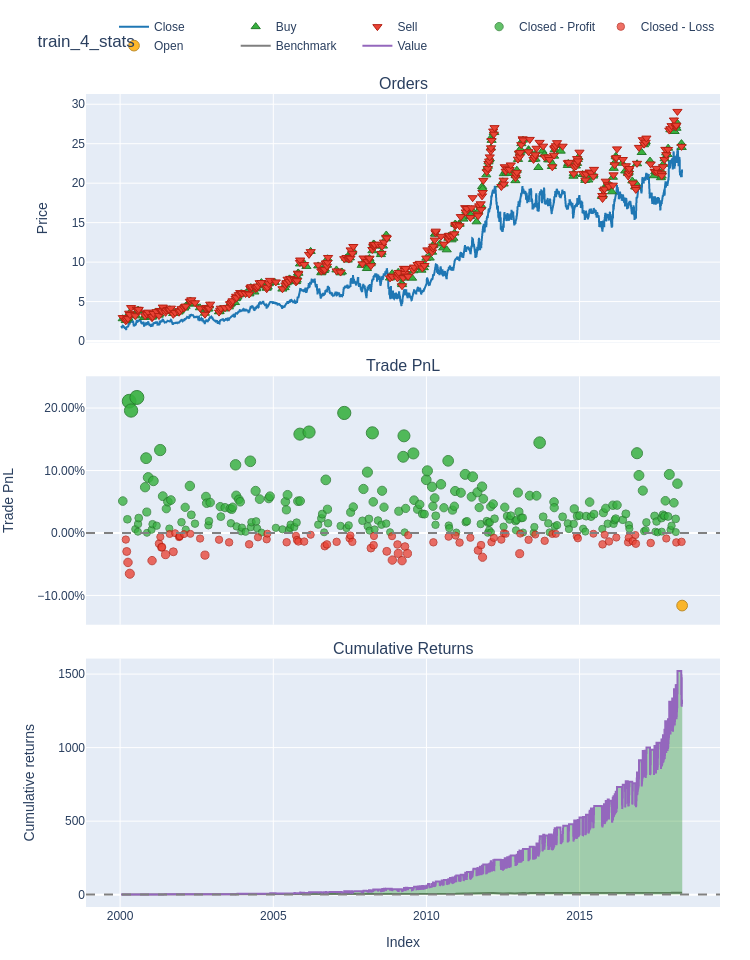 train_4_stats
Close
Buy
Sell
Closed - Profit
Closed - Loss
Open
Benchmark
Value
Orders
30
25
20
15
10
5
0
Price
Trade PnL
20.00%
10.00%
0.00%
−10.00%
Trade PnL
Cumulative Returns
1500
1000
500
0
Cumulative returns
2000
2005
2010
2015
Index